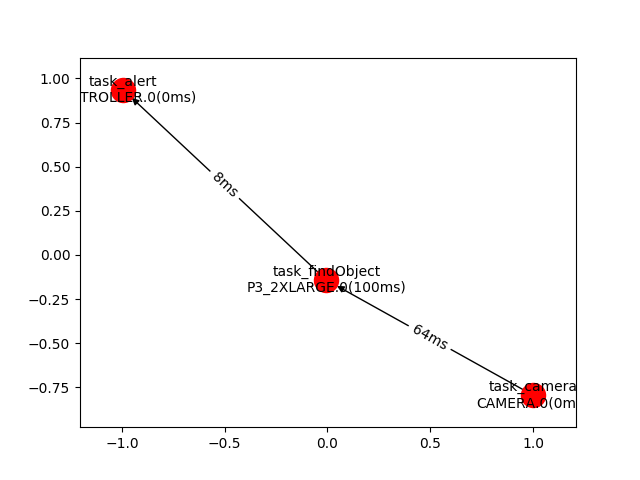 1.00
0.75
0.50
0.25
0.00
−0.25
−0.50
−0.75
−1.0
−0.5
0.0
0.5
1.0
task_alert
TROLLER.0(0ms)
8ms
task_findObject
P3_2XLARGE.0(100ms)
64ms
task_camera
CAMERA.0(0m